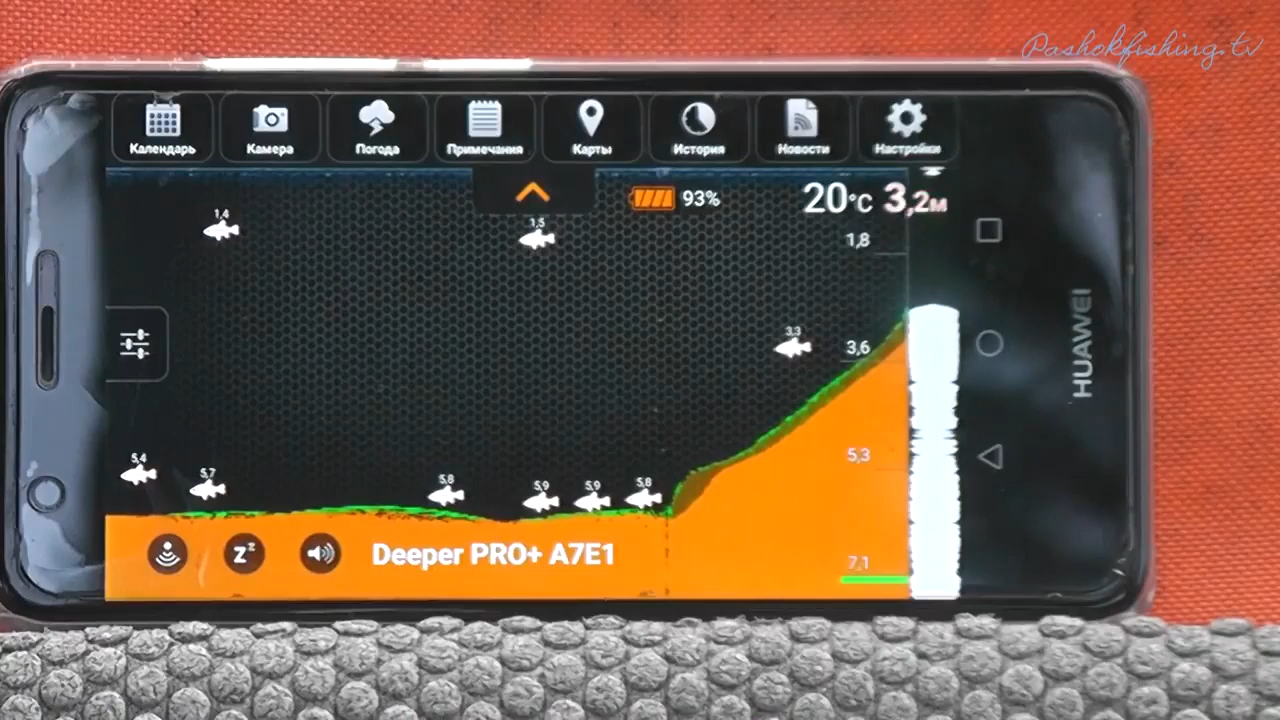 Pashokfishing.tv
Календарь
Камера
Погода
Примечания
Карты
История
Новости
Настройки
93%
20°C 3,2м
1,4
1,5
1,8
3,3
3,6
5,4
5,7
5,8
5,9
5,9
5,8
5,3
Z z
Deeper PRO+ A7E1
7,1
HUAWEI